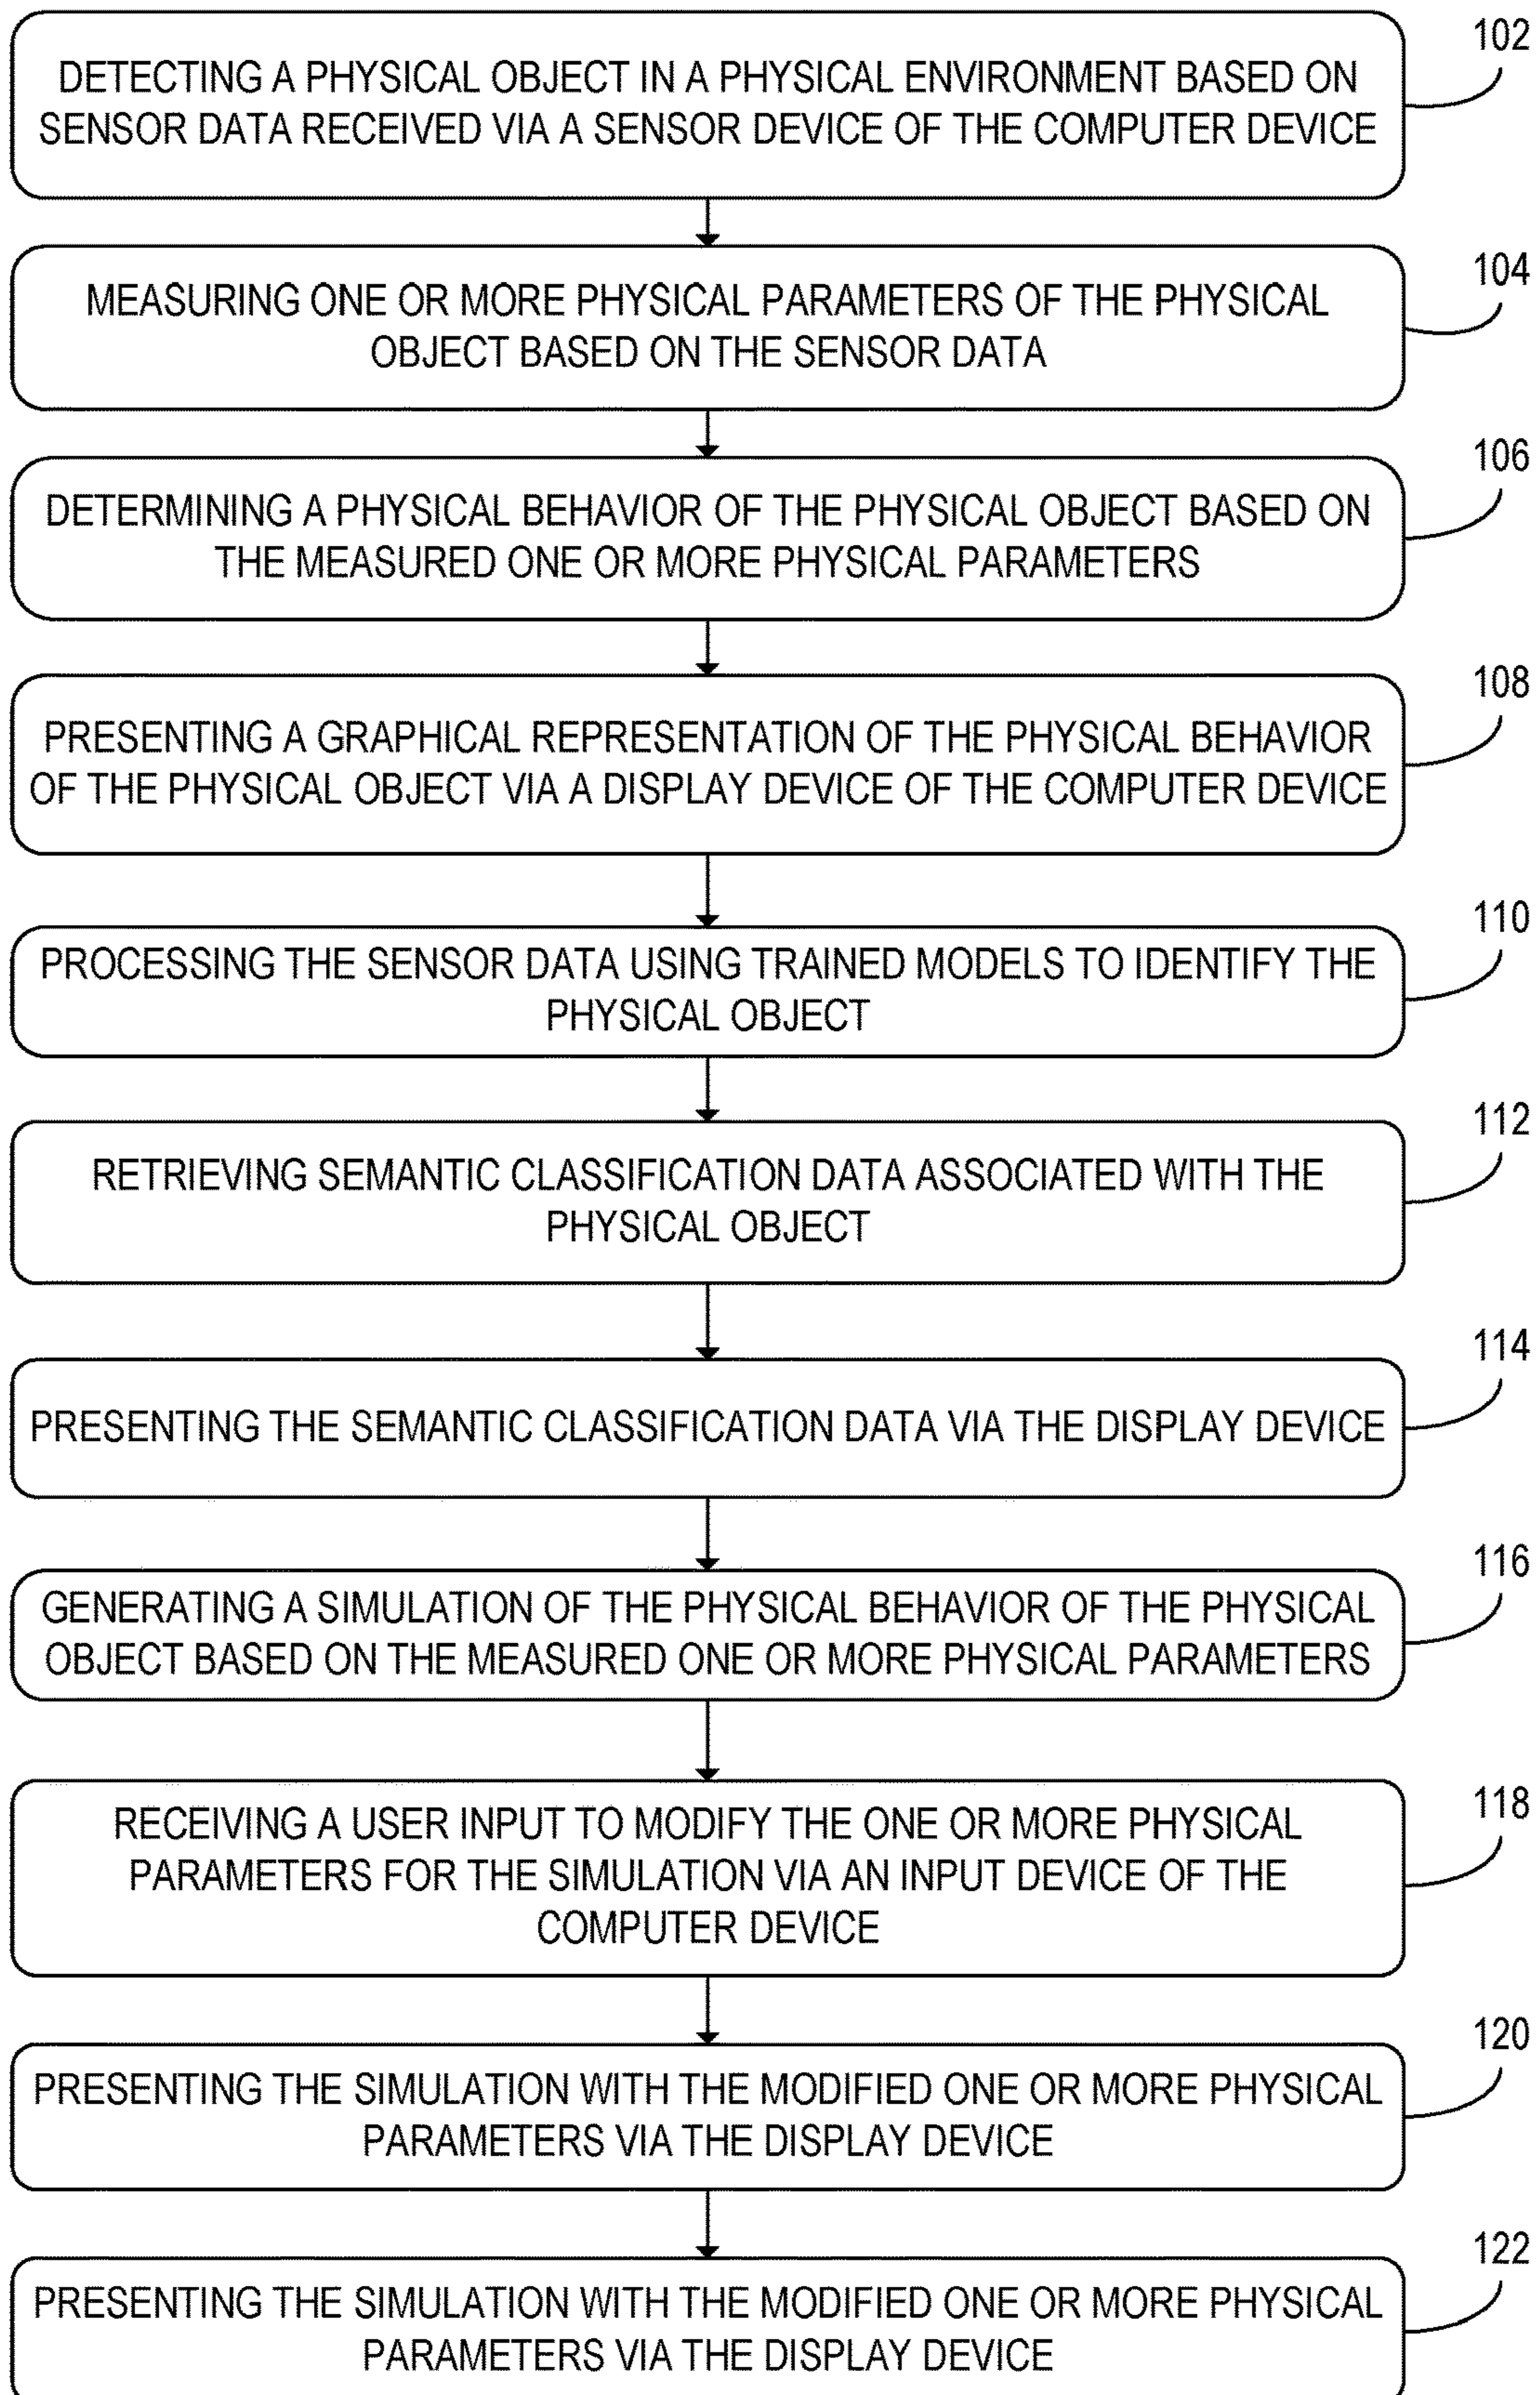 102
DETECTING A PHYSICAL OBJECT IN A PHYSICAL ENVIRONMENT BASED ON
SENSOR DATA RECEIVED VIA A SENSOR DEVICE OF THE COMPUTER DEVICE
104
MEASURING ONE OR MORE PHYSICAL PARAMETERS OF THE PHYSICAL
OBJECT BASED ON THE SENSOR DATA
106
DETERMINING A PHYSICAL BEHAVIOR OF THE PHYSICAL OBJECT BASED ON
THE MEASURED ONE OR MORE PHYSICAL PARAMETERS
108
PRESENTING A GRAPHICAL REPRESENTATION OF THE PHYSICAL BEHAVIOR
OF THE PHYSICAL OBJECT VIA A DISPLAY DEVICE OF THE COMPUTER DEVICE
110
PROCESSING THE SENSOR DATA USING TRAINED MODELS TO IDENTIFY THE
PHYSICAL OBJECT
112
RETRIEVING SEMANTIC CLASSIFICATION DATA ASSOCIATED WITH THE
PHYSICAL OBJECT
114
PRESENTING THE SEMANTIC CLASSIFICATION DATA VIA THE DISPLAY DEVICE
116
GENERATING A SIMULATION OF THE PHYSICAL BEHAVIOR OF THE PHYSICAL
OBJECT BASED ON THE MEASURED ONE OR MORE PHYSICAL PARAMETERS
118
RECEIVING A USER INPUT TO MODIFY THE ONE OR MORE PHYSICAL
PARAMETERS FOR THE SIMULATION VIA AN INPUT DEVICE OF THE
COMPUTER DEVICE
120
PRESENTING THE SIMULATION WITH THE MODIFIED ONE OR MORE PHYSICAL
PARAMETERS VIA THE DISPLAY DEVICE
122
PRESENTING THE SIMULATION WITH THE MODIFIED ONE OR MORE PHYSICAL
PARAMETERS VIA THE DISPLAY DEVICE